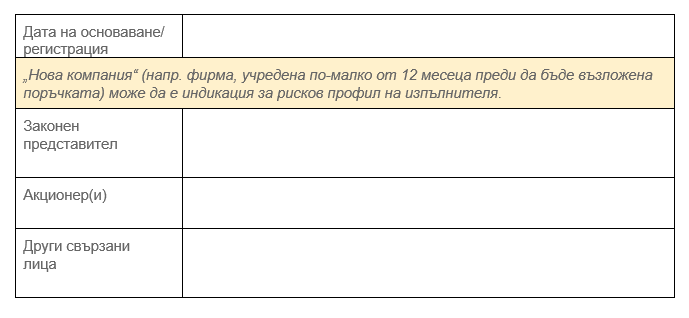 Дата на основаване/
регистрация
„Нова компания“ (напр. фирма, учредена по-малко от 12 месеца преди да бъде възложена
поръчката) може да е индикация за рисков профил на изпълнителя.
Законен
представител
Акционер(и)
Други свързани
лица